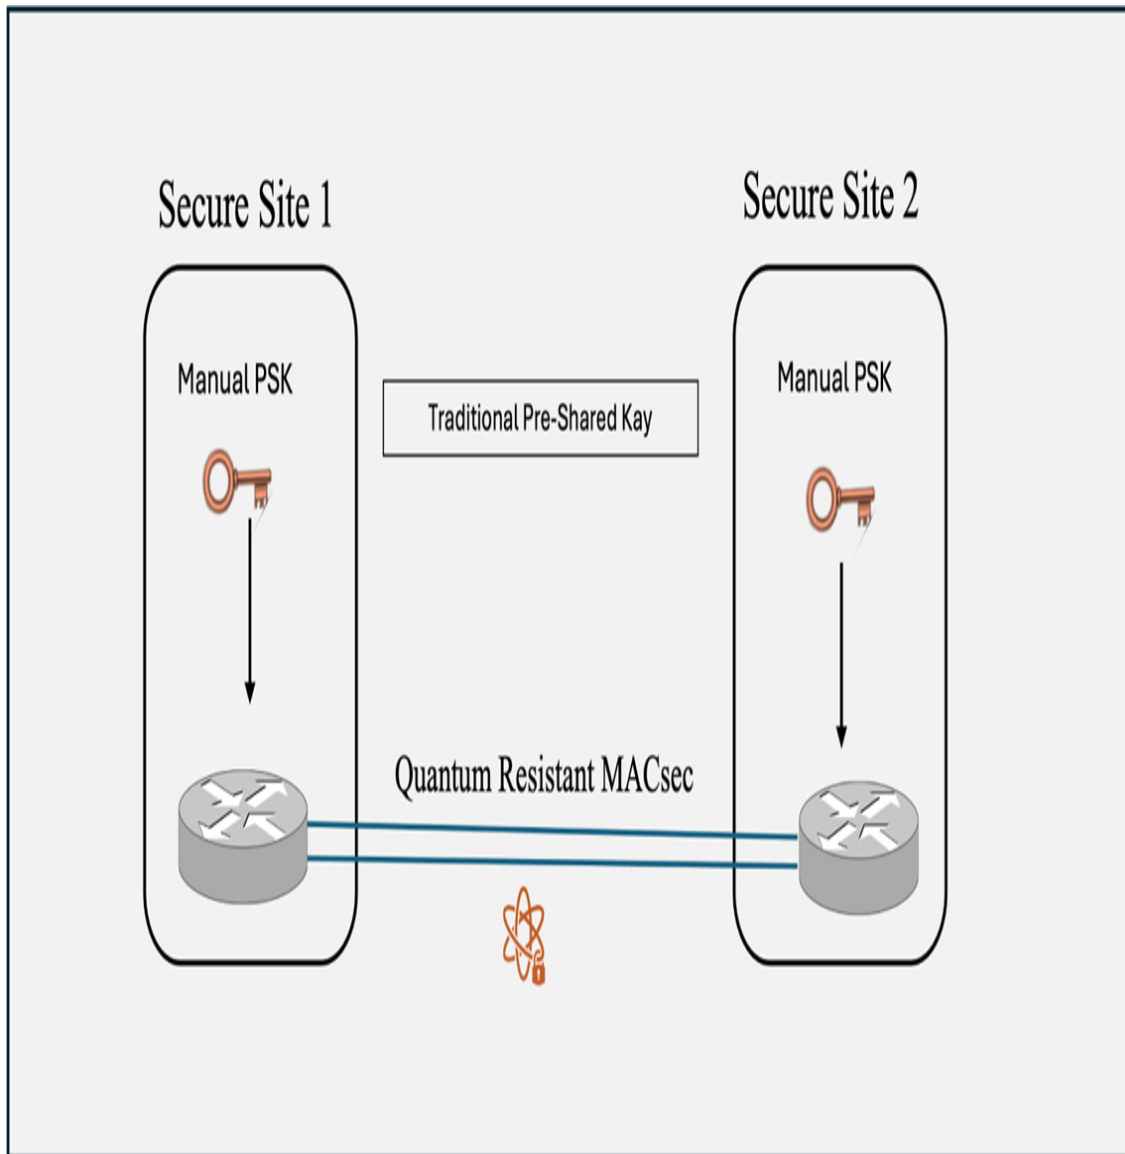 Secure Site 1
Secure Site 2
Manual PSK
Manual PSK
Traditional Pre-Shared Kay
Quantum Resistant MACsec